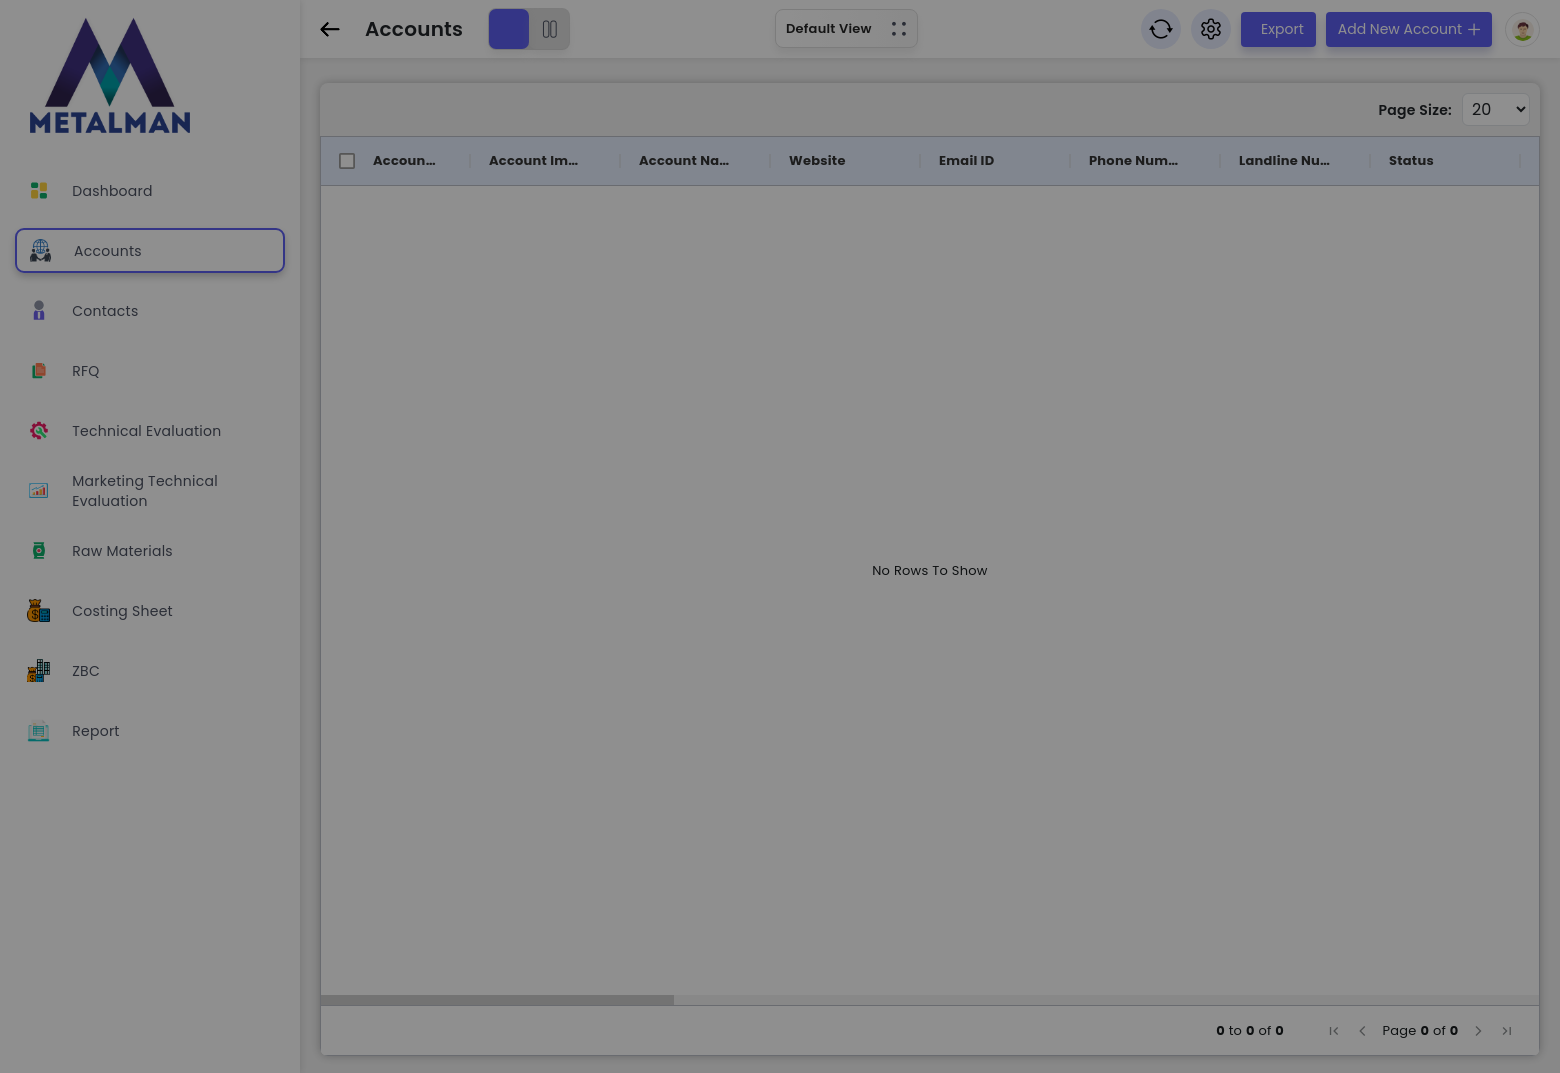 METALMAN
Dashboard
Accounts
Contacts
RFQ
Technical Evaluation
Marketing Technical
Evaluation
Raw Materials
Costing Sheet
ZBC
Report
Accounts
Default View
Export
Add New Account
Page Size: 20
Accoun... Account Im... Account Na... Website Email ID Phone Num... Landline Nu... Status
No Rows To Show
0 to 0 of 0 Page 0 of 0